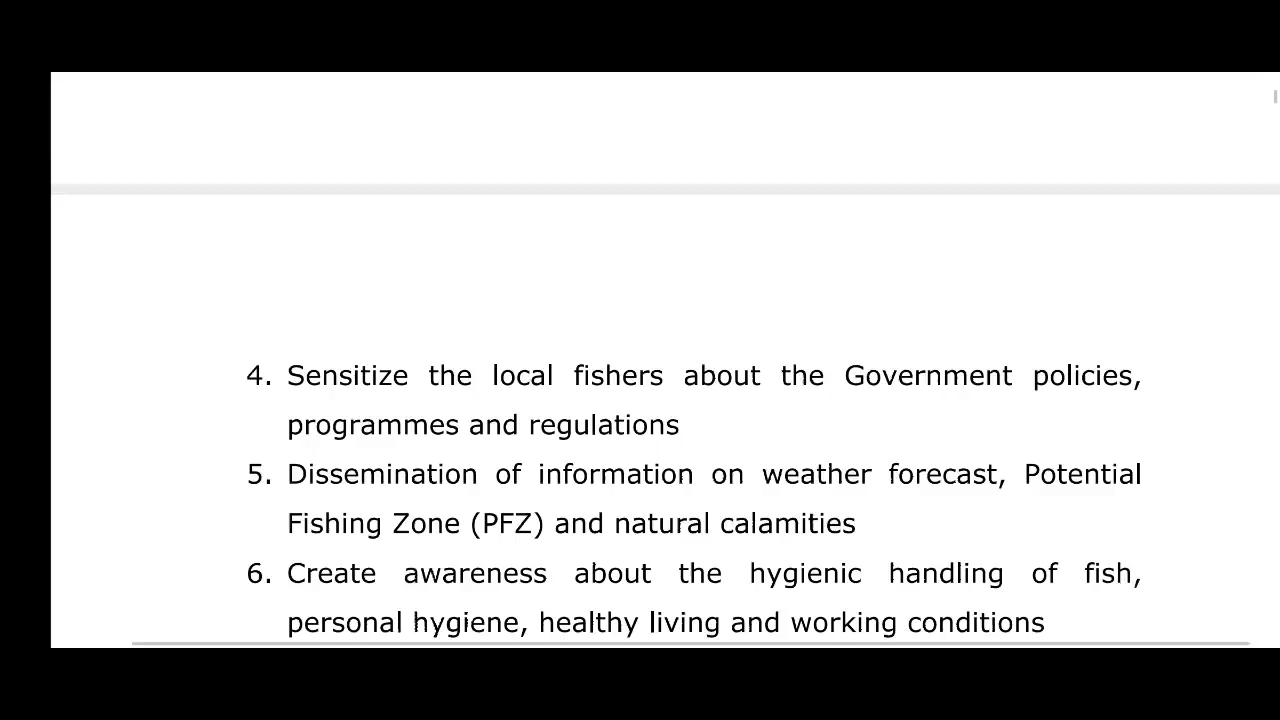 4. Sensitize the local fishers about the Government policies,
programmes and regulations
5. Dissemination of information on weather forecast, Potential
Fishing Zone (PFZ) and natural calamities
6. Create awareness about the hygienic handling of fish,
personal hygiene, healthy living and working conditions